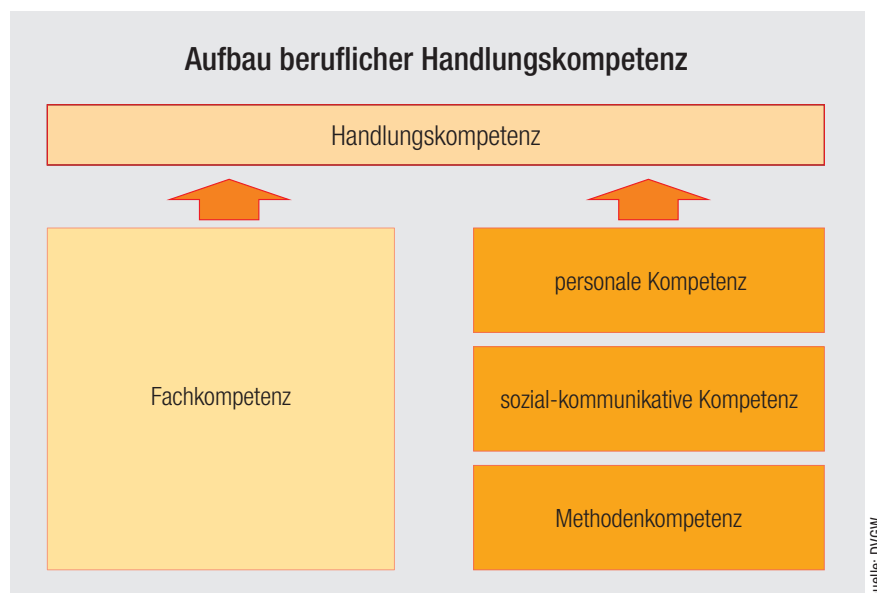 Aufbau beruflicher Handlungskompetenz
Handlungskompetenz
Fachkompetenz
personale Kompetenz
sozial-kommunikative Kompetenz
Methodenkompetenz